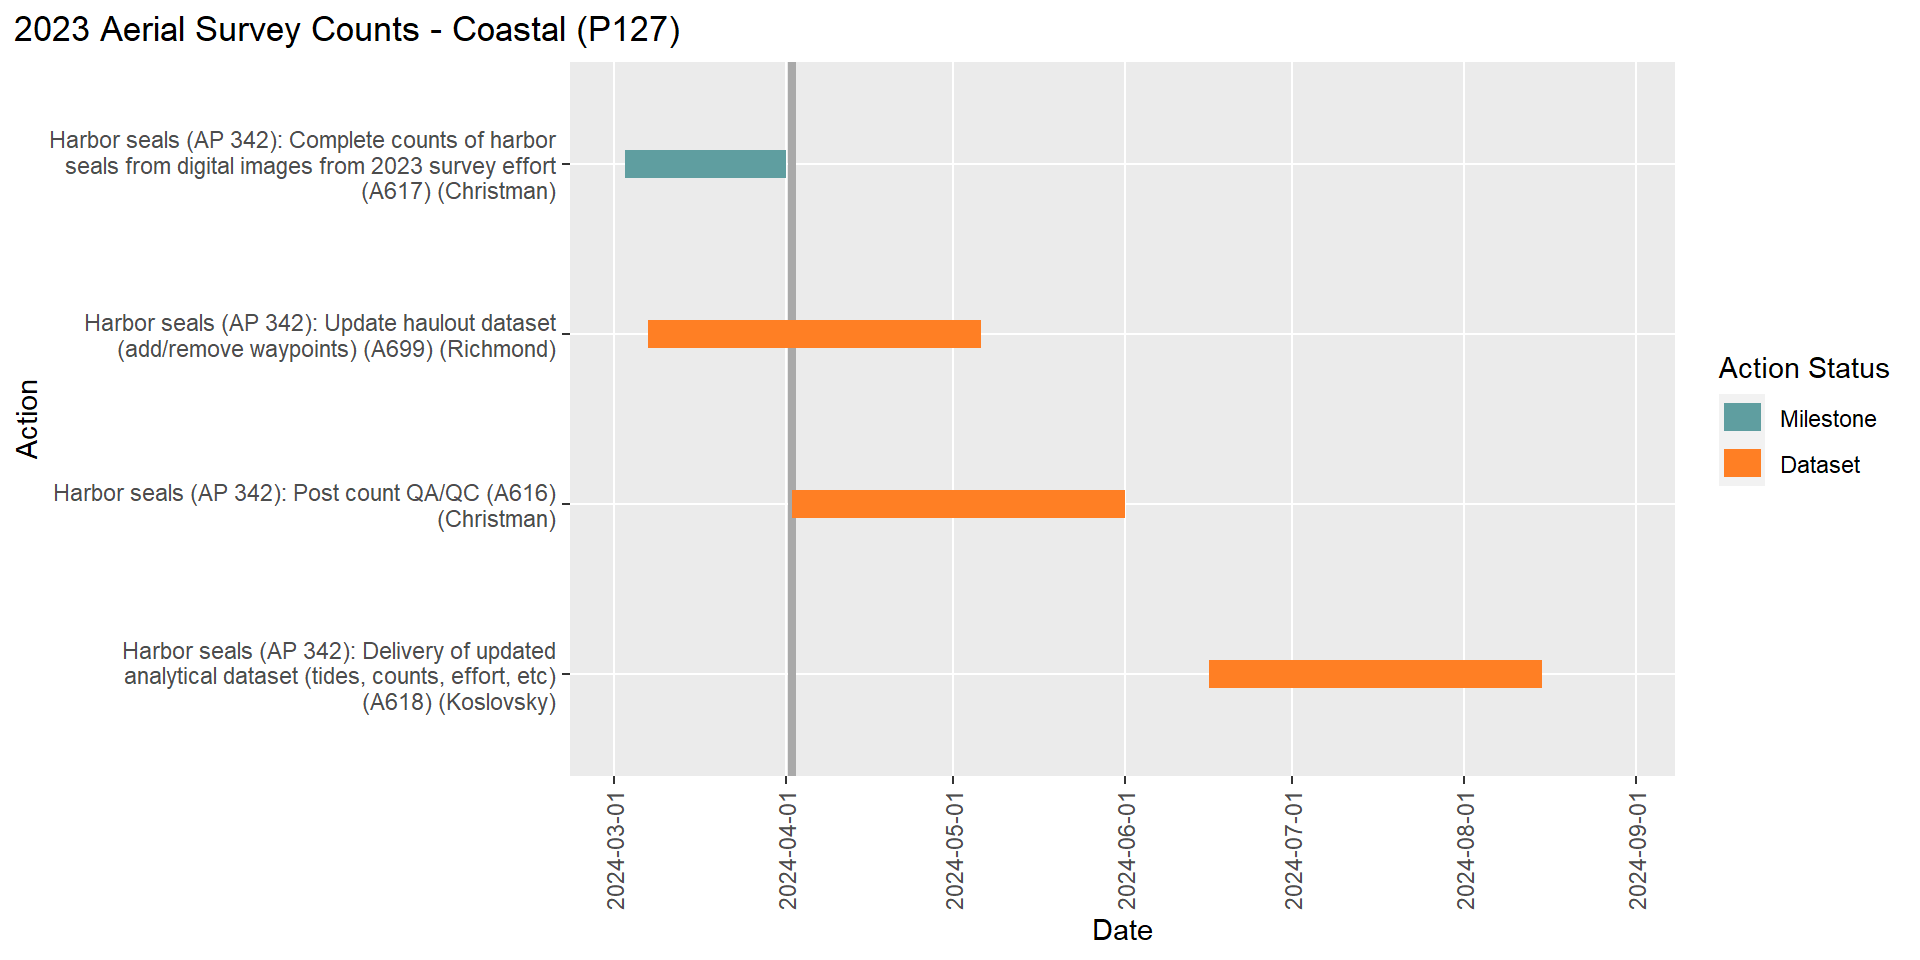 2023 Aerial Survey Counts - Coastal (P127)
Harbor seals (AP 342): Complete counts of harbor
seals from digital images from 2023 survey effort
(A617) (Christman)
Harbor seals (AP 342): Update haulout dataset
(add/remove waypoints) (A699) (Richmond)
Harbor seals (AP 342): Post count QA/QC (A616)
(Christman)
Harbor seals (AP 342): Delivery of updated
analytical dataset (tides, counts, effort, etc)
(A618) (Koslovsky)
Action
2024-03-01
2024-04-01
2024-05-01
2024-06-01
2024-07-01
2024-08-01
2024-09-01
Date
Action Status
Milestone
Dataset